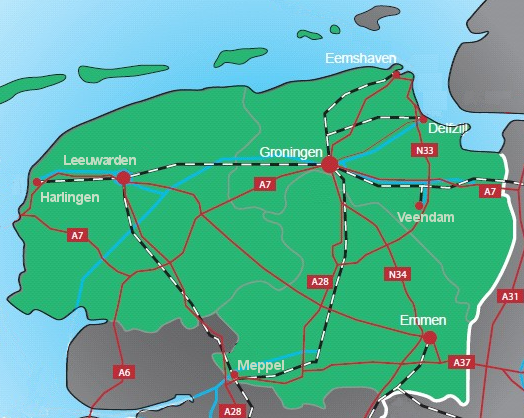 Eemshaven
Delfzijl
Groningen
N33
Leeuwarden
A7
A7
Harlingen
Veendam
A7
N34
A28
A31
Emmen
A37
Meppel
A6
A28